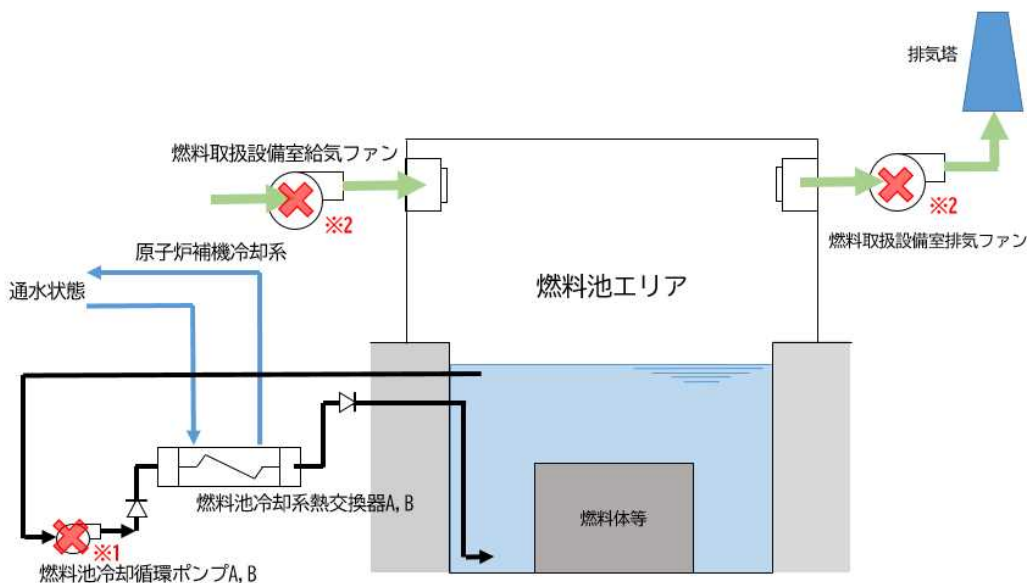 排気塔
燃料取扱設備室給気ファン
※2
※2
燃料取扱設備室排気ファン
原子炉補機冷却系
通水状態
燃料池エリア
燃料池冷却系熱交換器A,B
燃料体等
※1
燃料池冷却循環ポンプA,B